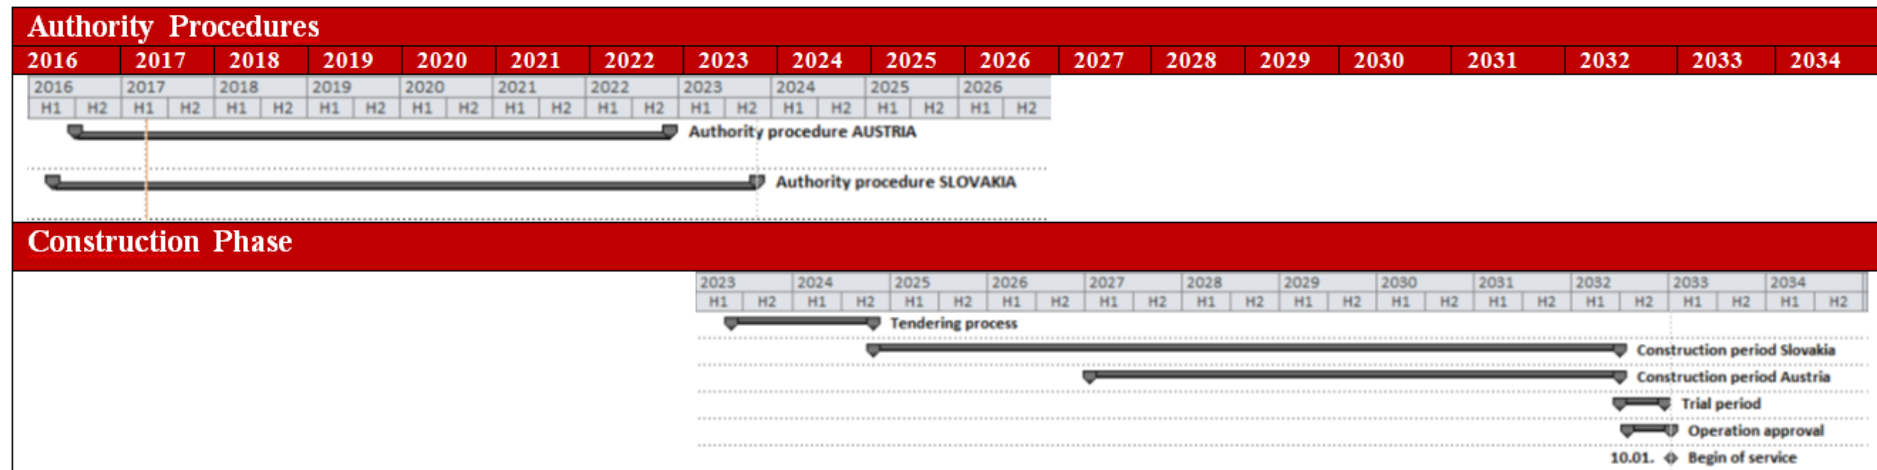 Authority Procedures
2016 2017 2018 2019 2020 2021 2022 2023 2024 2025 2026 2027 2028 2029 2030 2031 2032 2033 2034
2016 2017 2018 2019 2020 2021 2022 2023 2024 2025 2026
H1 H2 H1 H2 H1 H2 H1 H2 H1 H2 H1 H2 H1 H2 H1 H2 H1 H2 H1 H2 H1 H2
Authority procedure AUSTRIA
Authority procedure SLOVAKIA
Construction Phase
2023 2024 2025 2026 2027 2028 2029 2030 2031 2032 2033 2034
H1 H2 H1 H2 H1 H2 H1 H2 H1 H2 H1 H2 H1 H2 H1 H2 H1 H2 H1 H2 H1 H2 H1 H2
Tendering process
Construction period Slovakia
Construction period Austria
Trial period
Operation approval
10.01. Begin of service